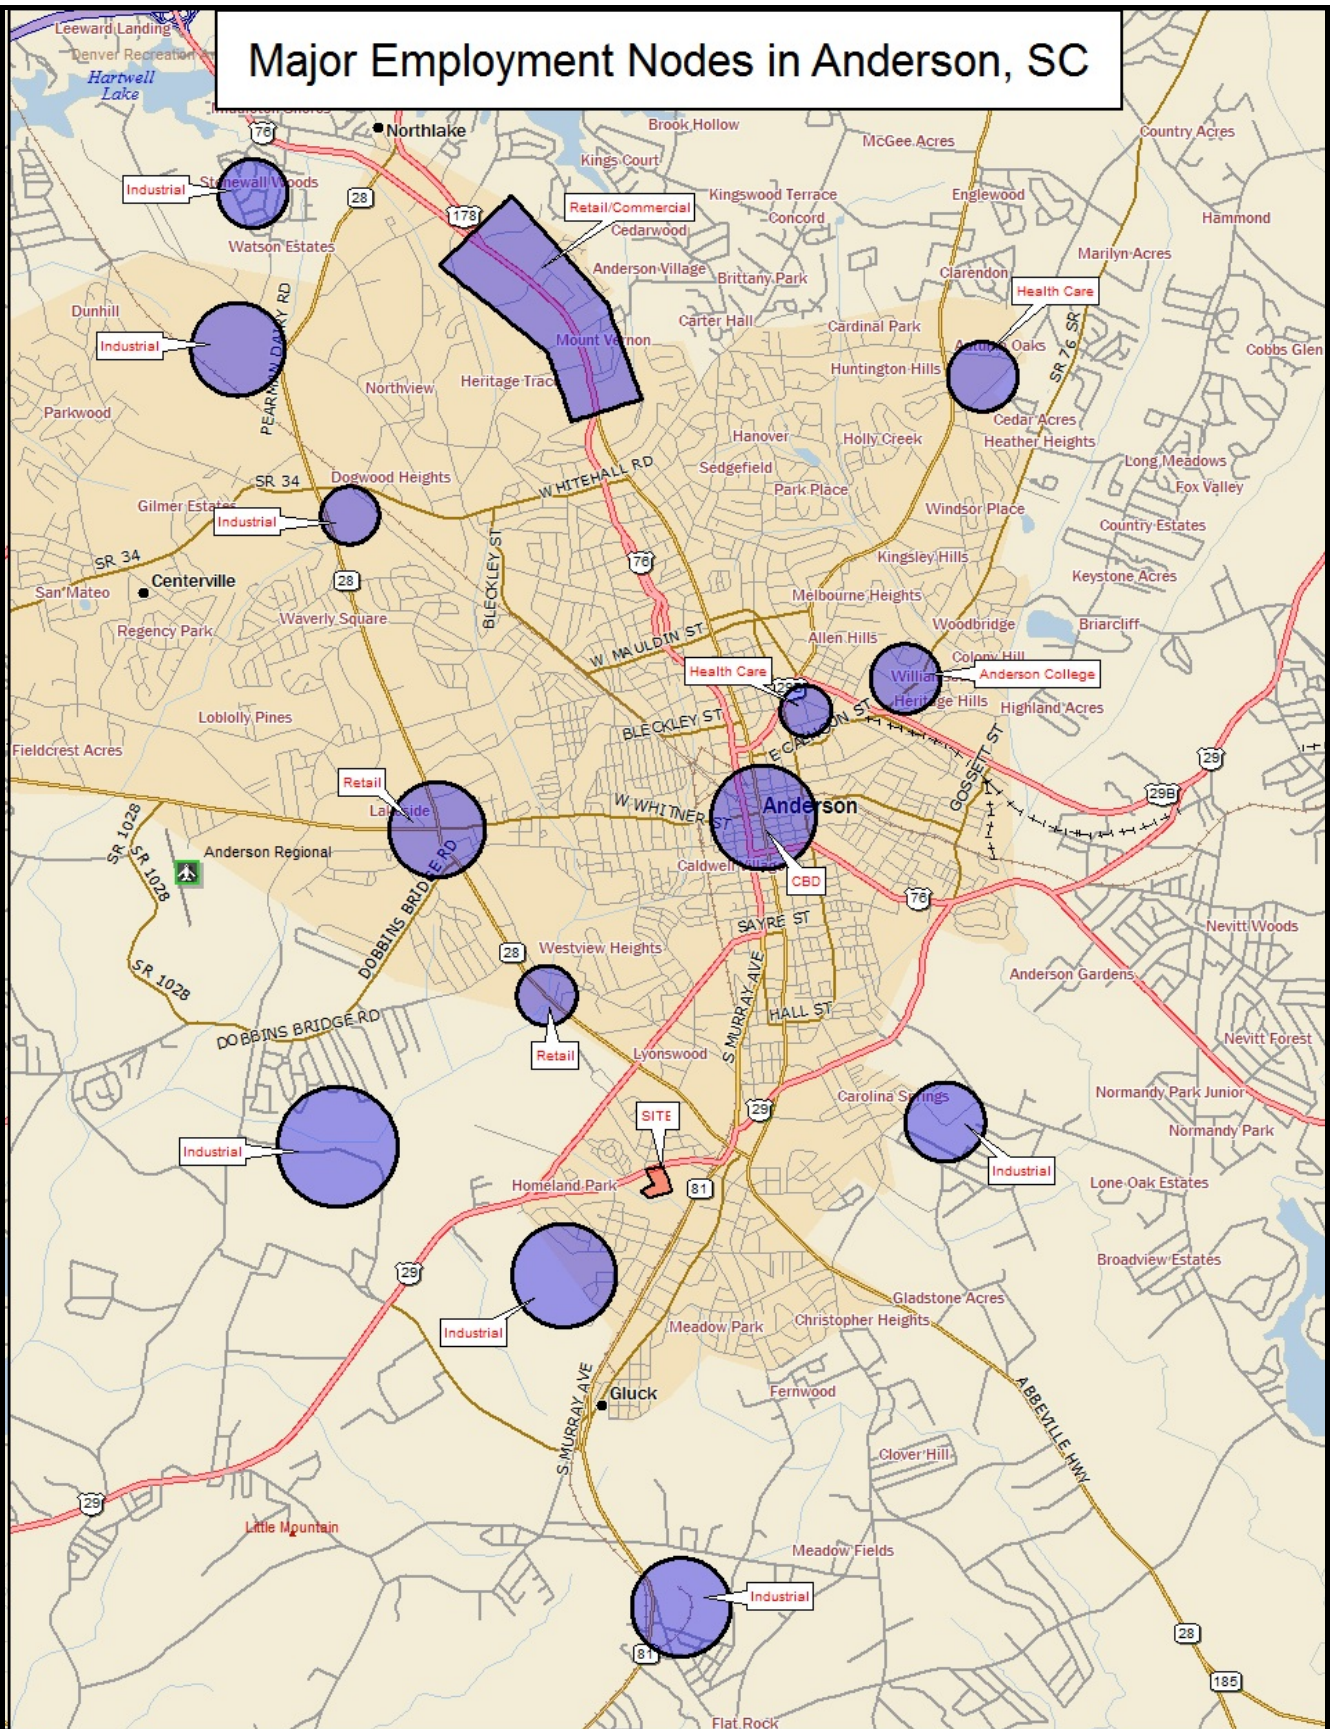 Major Employment Nodes in Anderson, SC
Leeward Landing
Denver Recreation
Hartwell
Lake
76
Northlake
Brook Hollow
McGee Acres
Country Acres
Kings Court
Industrial
Stonewall Woods
28
178
Retail/Commercial
Kingswood Terrace
Concord
Englewood
Hammond
Cedarwood
Watson Estates
Anderson Village
Brittany Park
Clarendon
Marilyn Acres
Health Care
Dunhill
PEARMAN DAIRY RD
Carter Hall
Cardinal Park
SR 76 SR
Industrial
Mount Vernon
Autumn Oaks
Cobbs Glen
Huntington Hills
Northview
Heritage Trace
Parkwood
Cedar Acres
Hanover
Holly Creek
Heather Heights
Sedgefield
Long Meadows
W WHITEHALL RD
Dogwood Heights
SR 34
Park Place
Fox Valley
Gilmer Estates
Industrial
Windsor Place
Country Estates
SR 34
76
Kingsley Hills
Centerville
28
BLECKLEY ST
Keystone Acres
San Mateo
Melbourne Heights
Waverly Square
Regency Park
W MAULDIN ST
Allen Hills
Woodbridge
Briarcliff
Colony Hill
Health Care
Anderson College
29B
Heritage Hills
Highland Acres
Loblolly Pines
BLECKLEY ST
E CALHOUN ST
Fieldcrest Acres
GOSSETT ST
29
Retail
29B
Lakeside
W WHITNER ST
Anderson
SR 1028
SR 1028
Anderson Regional
Caldwell Village
CBD
DOBBINS BRIDGE RD
76
SAYRE ST
Nevitt Woods
28
Westview Heights
SR 1028
Anderson Gardens
S MURRAY AVE
HALL ST
DOBBINS BRIDGE RD
Nevitt Forest
Retail
Lyonswood
Carolina Springs
Normandy Park Junior
SITE
29
Normandy Park
Industrial
Industrial
Homeland Park
81
Lone Oak Estates
Broadview Estates
29
Gladstone Acres
Christopher Heights
Industrial
Meadow Park
Gluck
Fernwood
S MURRAY AVE
ABBEVILLE HWY
Clover Hill
29
Little Mountain
Meadow Fields
Industrial
28
81
185
Flat Rock